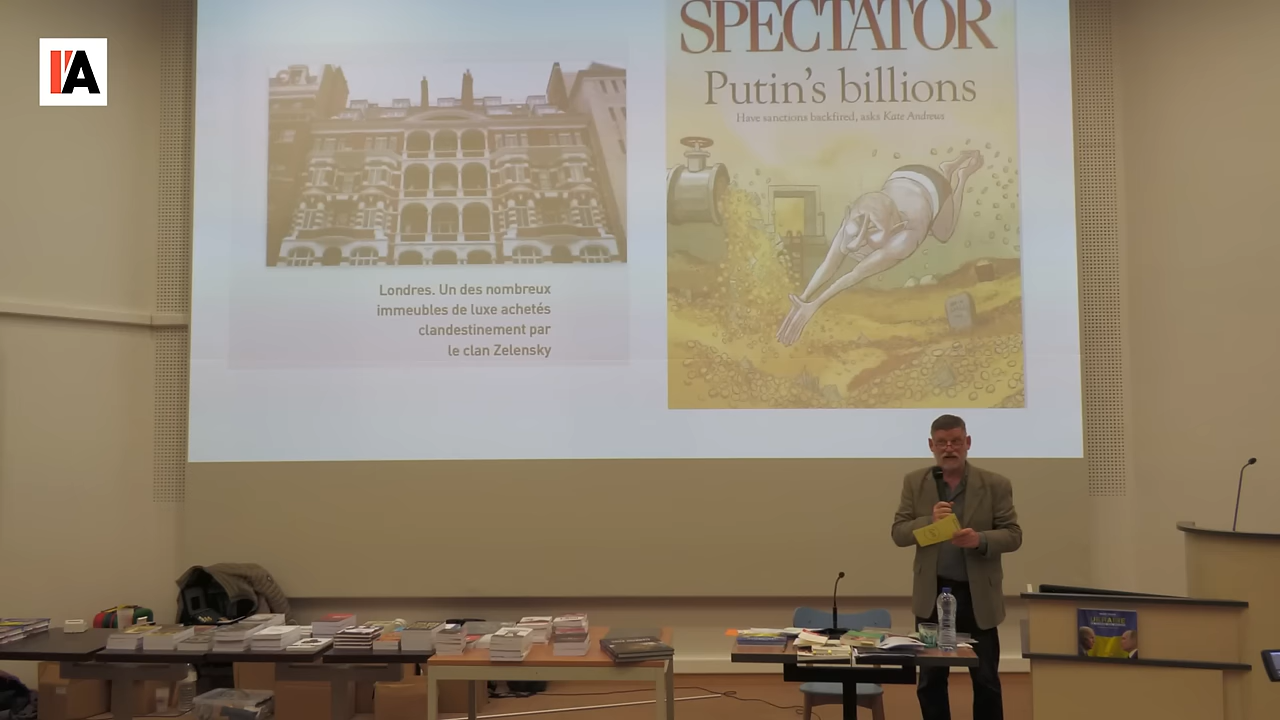 I'A
SPECTATOR
Putin's billions
Have sanctions backfired, asks Kate Andrews
Londres. Un des nombreux
immeubles de luxe achetés
clandestinement par
le clan Zelensky